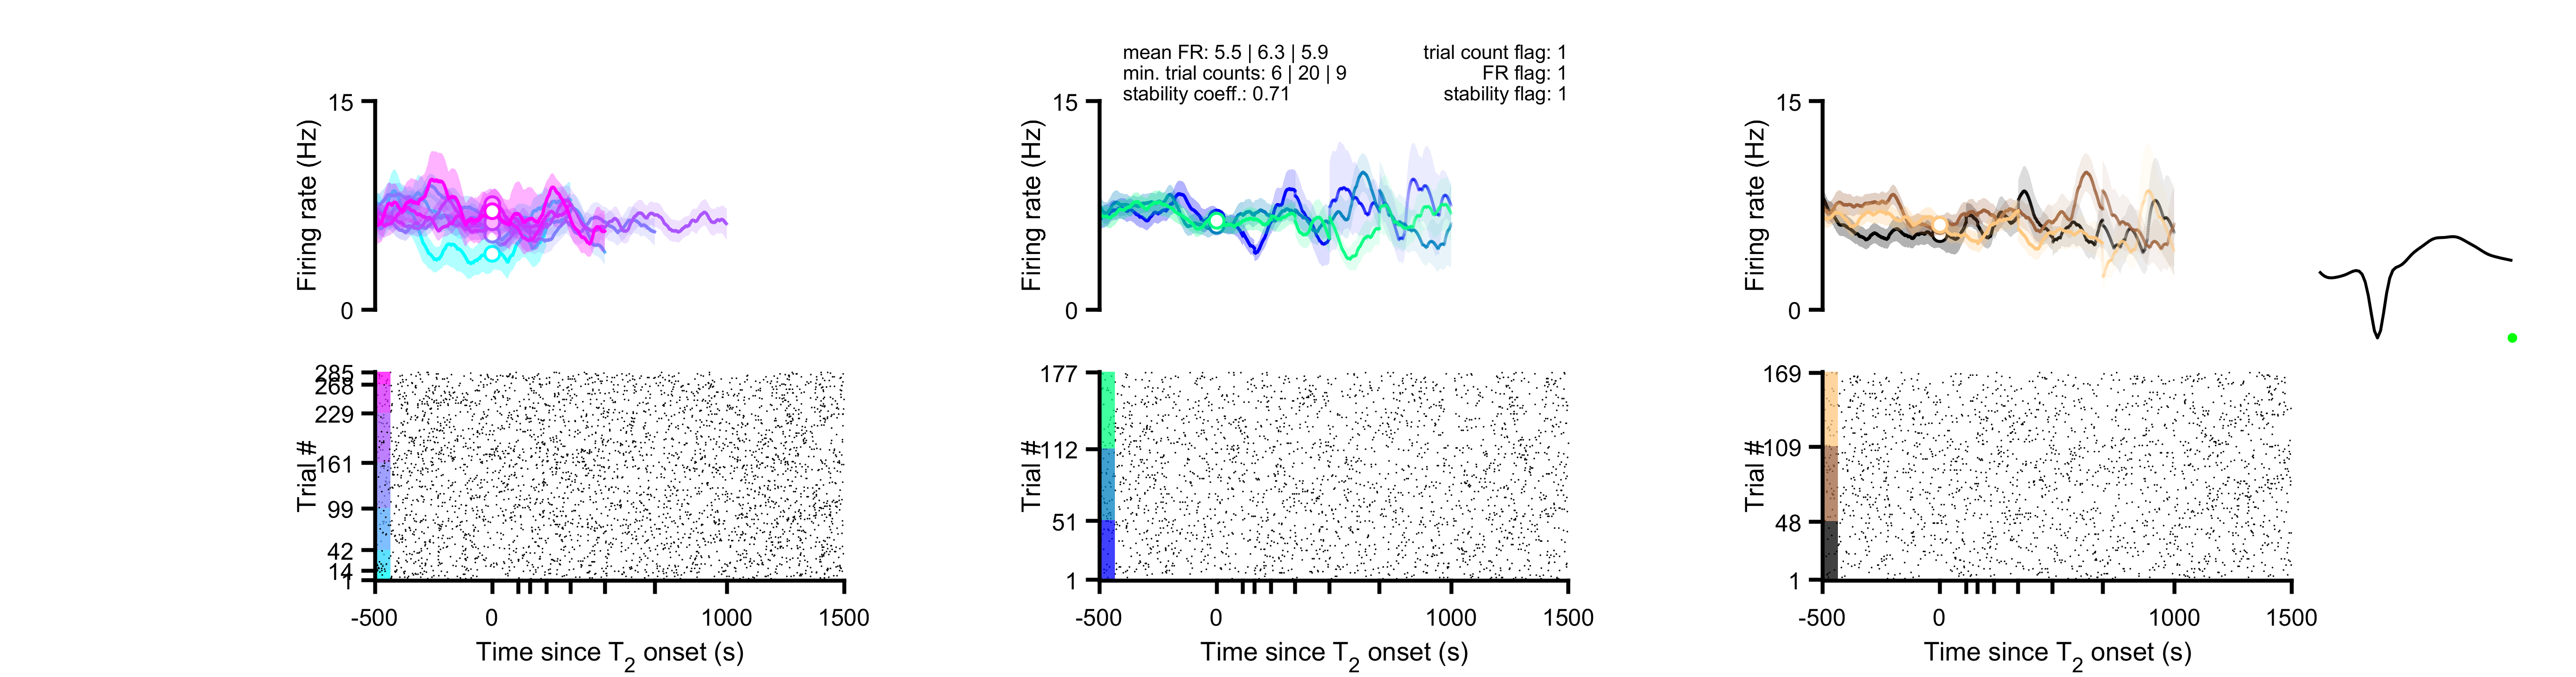 mean FR: 5.5 | 6.3 | 5.9
min. trial counts: 6 | 20 | 9
stability coeff.: 0.71
trial count flag: 1
FR flag: 1
stability flag: 1
15
Firing rate (Hz)
0
285
268
229
161
99
42
14
1
Trial #
-500
0
1000
1500
Time since T2 onset (s)
15
Firing rate (Hz)
0
177
112
51
1
Trial #
-500
0
1000
1500
Time since T2 onset (s)
15
Firing rate (Hz)
0
169
109
48
1
Trial #
-500
0
1000
1500
Time since T2 onset (s)